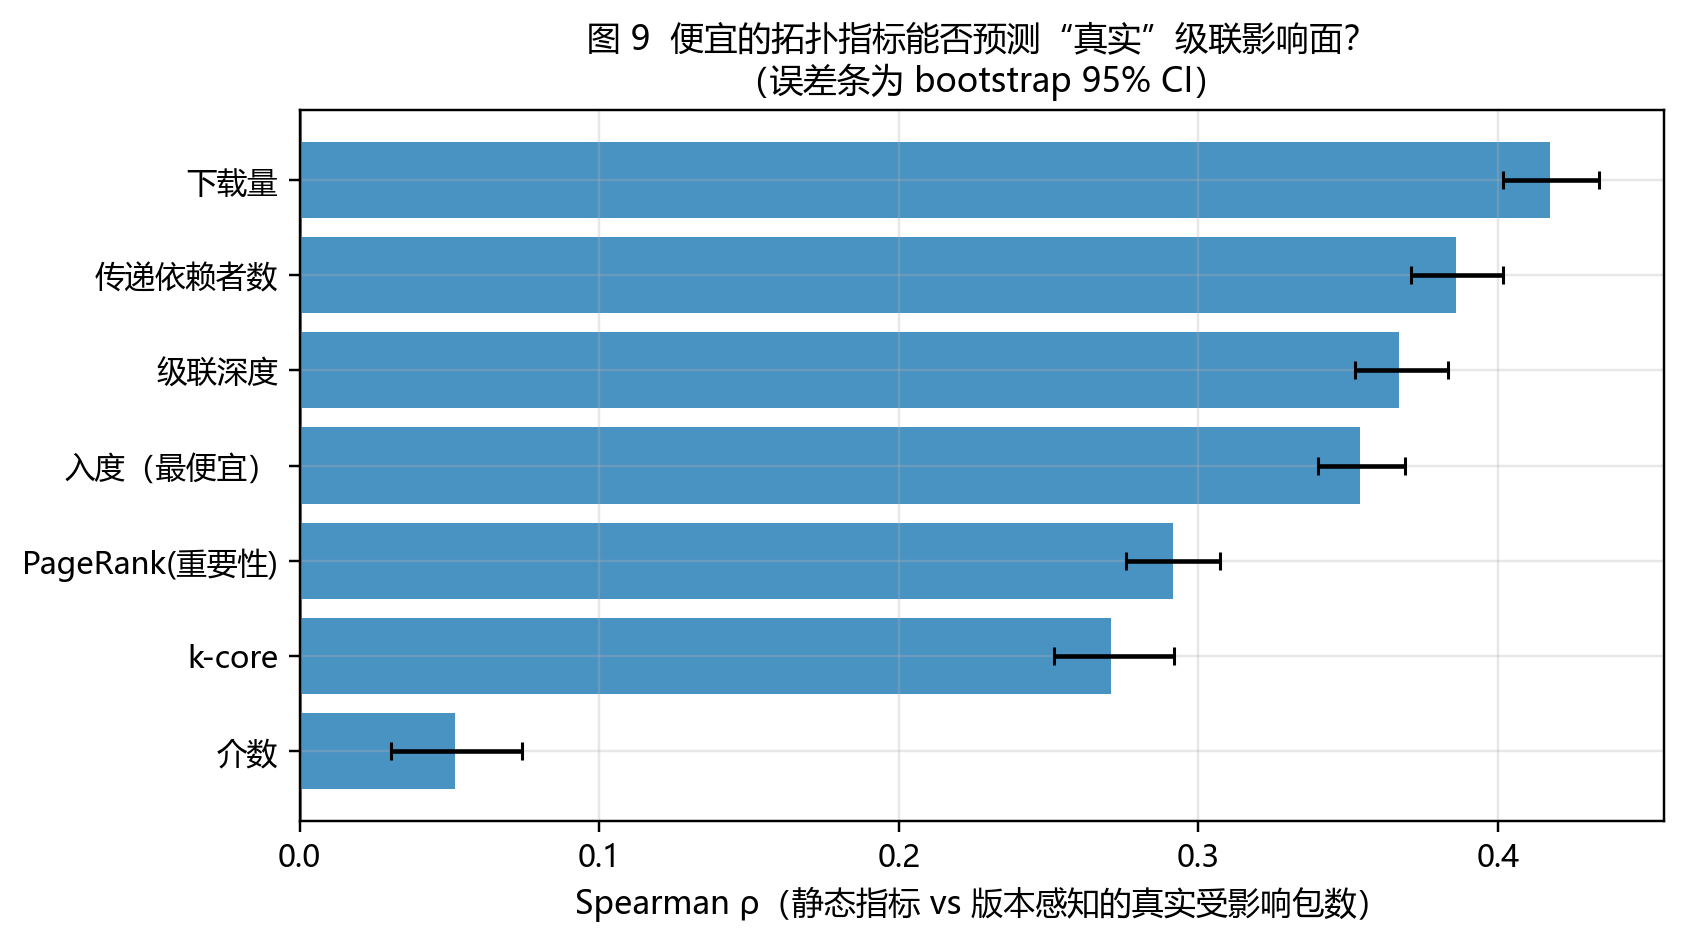 图 9  便宜的拓扑指标能否预测“真实”级联影响面？
（误差条为 bootstrap 95% CI）
下载量
传递依赖者数
级联深度
入度（最便宜）
PageRank(重要性)
k-core
介数
0.0
0.1
0.2
0.3
0.4
Spearman ρ（静态指标 vs 版本感知的真实受影响包数）